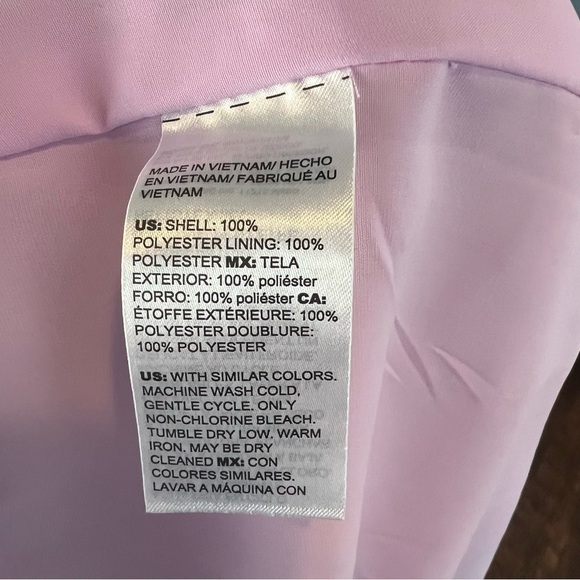 MADE IN VIETNAM/ HECHO
EN VIETNAM/ FABRIQUÉ AU
VIETNAM
US: SHELL: 100%
POLYESTER LINING: 100%
POLYESTER MX: TELA
EXTERIOR: 100% poliéster
FORRO: 100% poliéster CA:
ÉTOFFE EXTÉRIEURE: 100%
POLYESTER DOUBLURE:
100% POLYESTER
US: WITH SIMILAR COLORS.
MACHINE WASH COLD,
GENTLE CYCLE. ONLY
NON-CHLORINE BLEACH.
TUMBLE DRY LOW. WARM
IRON. MAY BE DRY
CLEANED MX: CON
COLORES SIMILARES.
LAVAR A MÁQUINA CON